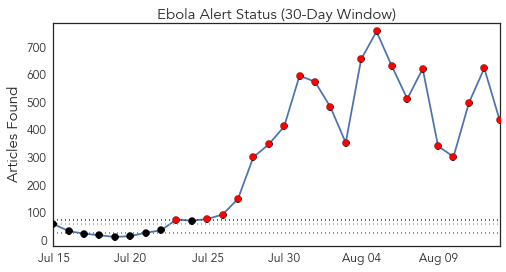 Ebola Alert Status (30-Day Window)
Articles Found
700
600
500
400
300
200
100
0
Jul 15
Jul 20
Jul 25
Jul 30
Aug 04
Aug 09